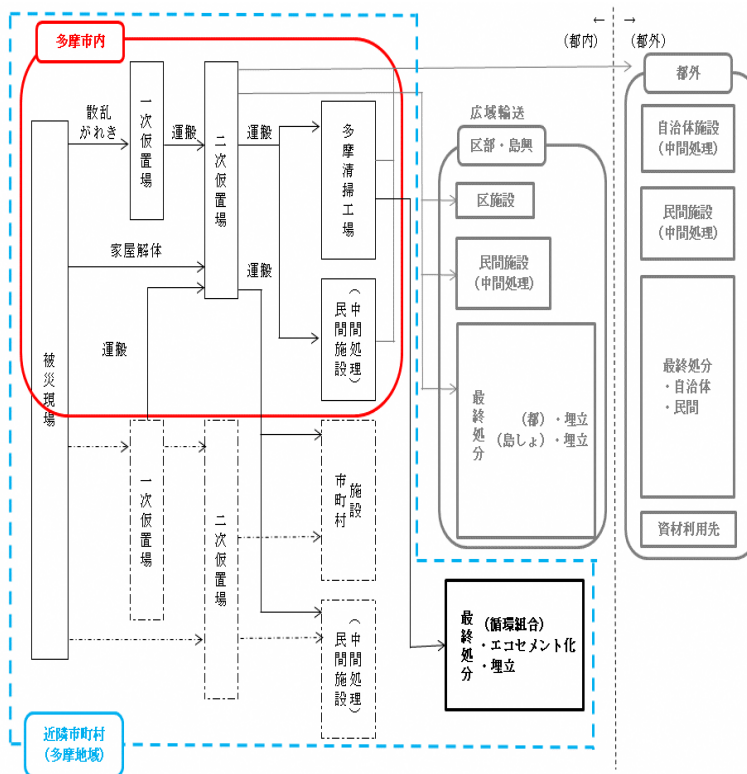 ←
(都内)
→
(都外)
多摩市内
都外
散乱
がれき
一次仮置場
運搬
二次仮置場
運搬
多摩清掃工場
広域輸送
区部・島興
自治体施設
(中間処理)
区施設
民間施設
(中間処理)
家屋解体
運搬
民間施設
(中間処理)
(中間処理)
民間施設
運搬
被災現場
最終処分
(都)・埋立
(島しょ)・埋立
最終処分
・自治体
・民間
一次仮置場
二次仮置場
施設
市町村
資材利用先
最終処分
(循環組合)
・エコセメント化
・埋立
(中間処理)
民間施設
近隣市町村
(多摩地域)